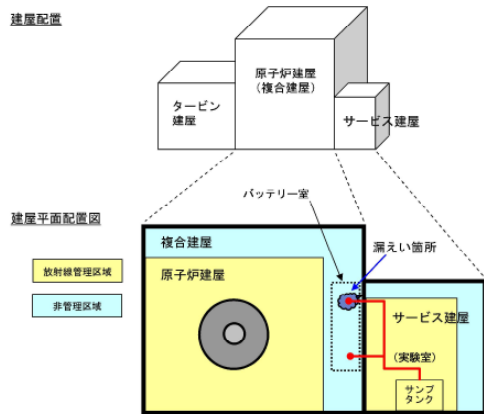 建屋配置
原子炉建屋
(複合建屋)
タービン
建屋
サービス建屋
バッテリー室
建屋平面配置図
漏えい箇所
複合建屋
放射線管理区域
原子炉建屋
非管理区域
サービス建屋
(実験室)
サンプ
タンク